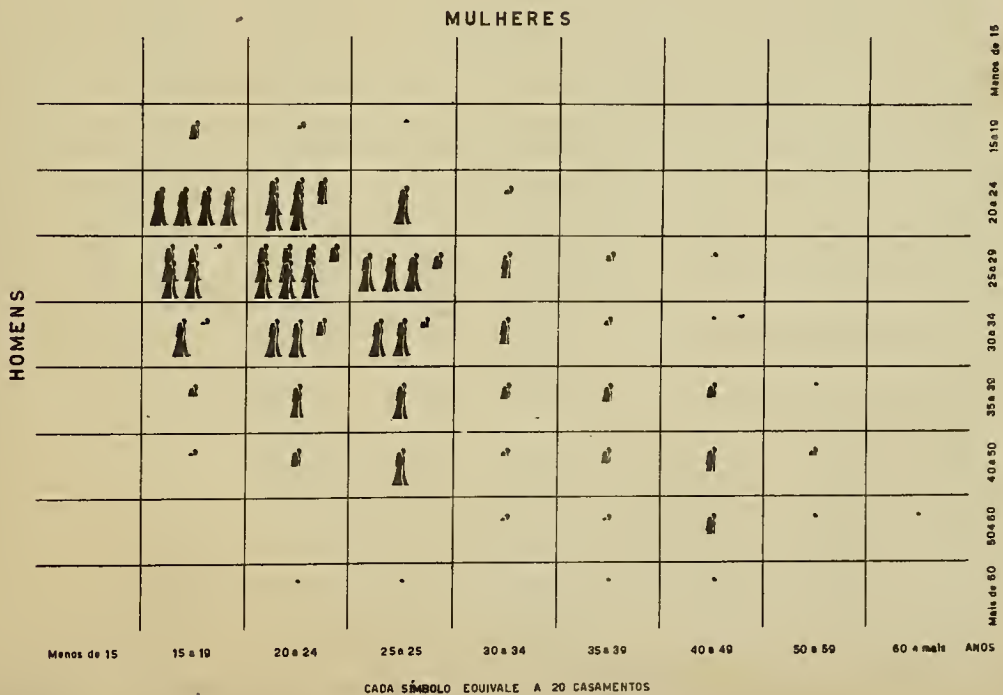 MULHERES
HOMENS
Menos de 15
15 a 19
20 a 24
25 a 29
30 a 34
35 a 39
40 a 50
50 a 60
Mais de 60
Menos de 15
15 a 19
20 a 24
25 a 25
30 a 34
35 a 39
40 a 49
50 a 59
60 e mais
ANOS
CADA SÍMBOLO EQUIVALE A 20 CASAMENTOS